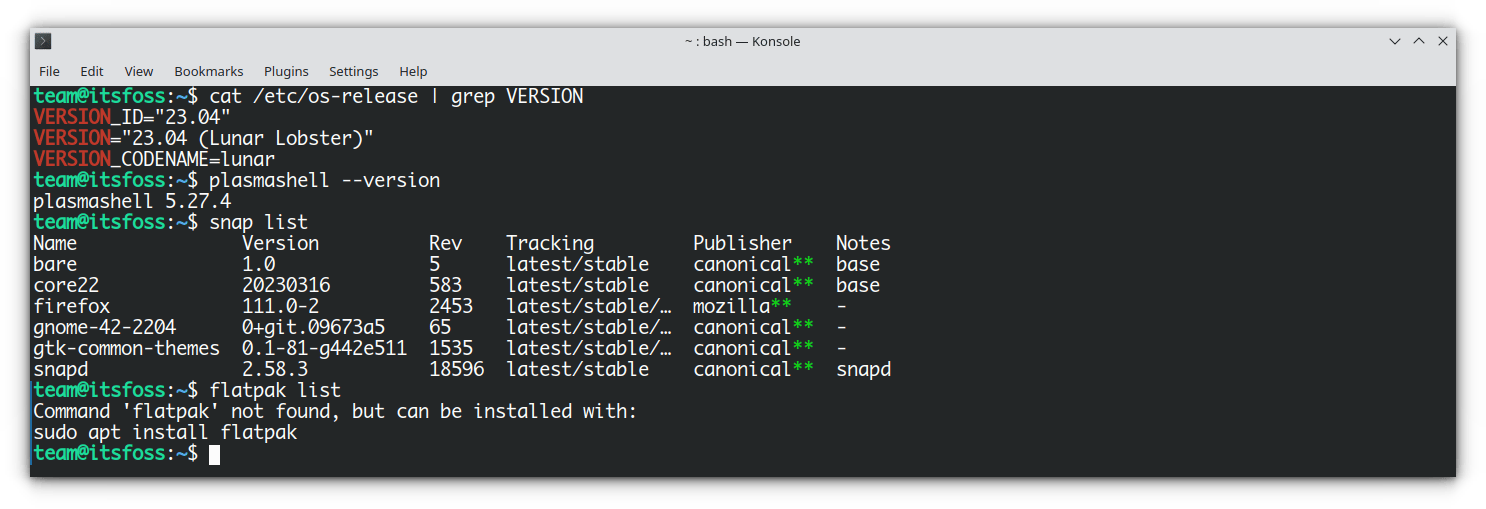 ~ : bash — Konsole
File Edit View Bookmarks Plugins Settings Help
team@itsfoss:~$ cat /etc/os-release | grep VERSION
VERSION_ID="23.04"
VERSION="23.04 (Lunar Lobster)"
VERSION_CODENAME=lunar
team@itsfoss:~$ plasmashell --version
plasmashell 5.27.4
team@itsfoss:~$ snap list
Name               Version          Rev    Tracking         Publisher   Notes
bare               1.0              5      latest/stable    canonical**  base
core22             20230316         583    latest/stable    canonical**  base
firefox            111.0-2          2453   latest/stable/…  mozilla**    -
gnome-42-2204      0+git.09673a5    65     latest/stable/…  canonical**  -
gtk-common-themes  0.1-81-g442e511  1535   latest/stable/…  canonical**  -
snapd              2.58.3           18596  latest/stable    canonical**  snapd
team@itsfoss:~$ flatpak list
Command 'flatpak' not found, but can be installed with:
sudo apt install flatpak
team@itsfoss:~$